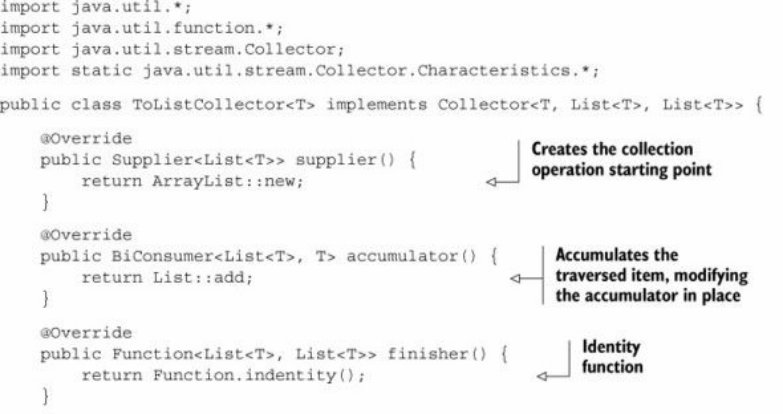 import java.util.*;
import java.util.function.*;
import java.util.stream.Collector;
import static java.util.stream.Collector.Characteristics.*;
public class ToListCollector<T> implements Collector<T, List<T>, List<T>> {
@Override
public Supplier<List<T>> supplier() {
return ArrayList::new;
}
Creates the collection
operation starting point
@Override
public BiConsumer<List<T>, T> accumulator() {
return List::add;
}
Accumulates the
traversed item, modifying
the accumulator in place
@Override
public Function<List<T>, List<T>> finisher() {
return Function.indentity();
}
Identity
function